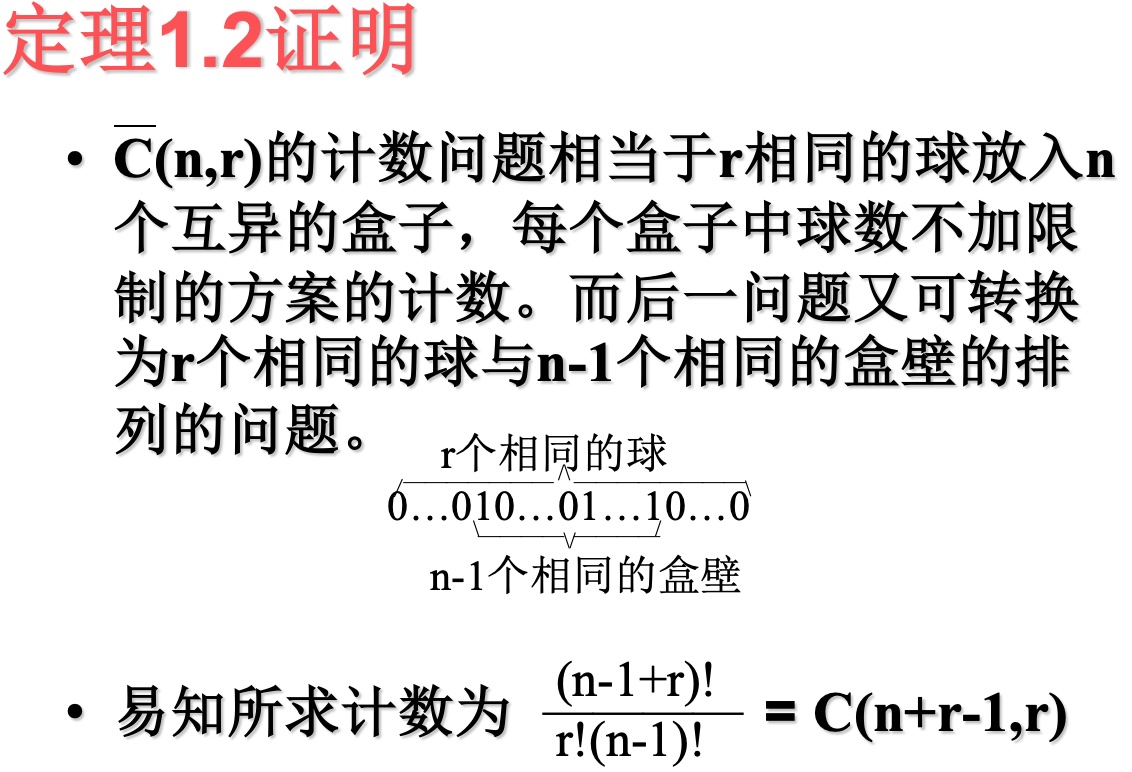 定理1.2证明
• C̅(n,r)的计数问题相当于r相同的球放入n
个互异的盒子，每个盒子中球数不加限
制的方案的计数。而后一问题又可转换
为r个相同的球与n-1个相同的盒壁的排
列的问题。
r个相同的球
0…010…01…10…0
n-1个相同的盒壁
• 易知所求计数为 (n-1+r)!/r!(n-1)! = C(n+r-1,r)